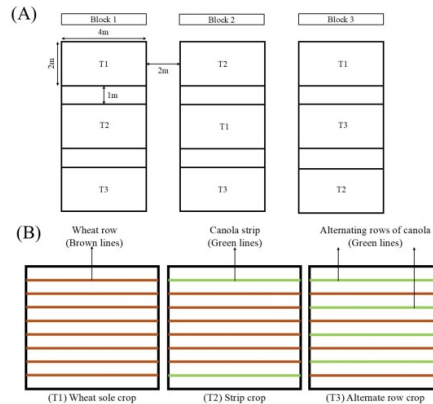 (A)
Block 1 Block 2 Block 3
4m
2m
T1 T2 T1
2m
1m
T2 T1 T3
T3 T3 T2
(B)
Wheat row Canola strip Alternating rows of canola
(Brown lines) (Green lines) (Green lines)
(T1) Wheat sole crop (T2) Strip crop (T3) Alternate row crop